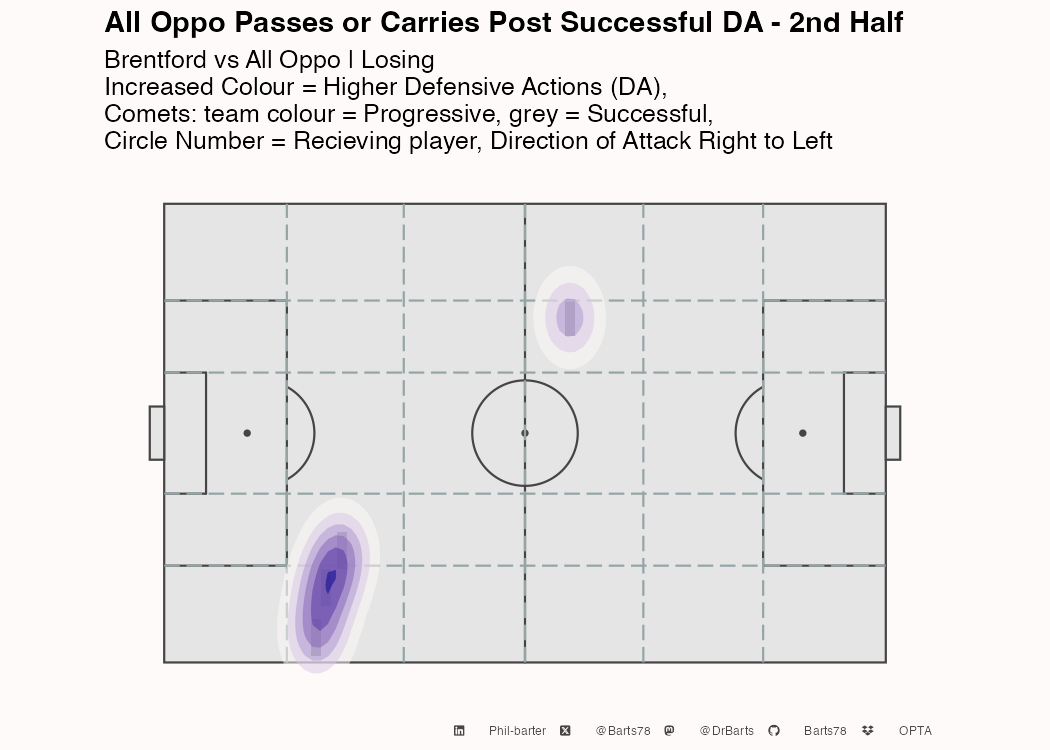 All Oppo Passes or Carries Post Successful DA - 2nd Half
Brentford vs All Oppo | Losing
Increased Colour = Higher Defensive Actions (DA),
Comets: team colour = Progressive, grey = Successful,
Circle Number = Recieving player, Direction of Attack Right to Left
Phil-barter @Barts78 @DrBarts Barts78 OPTA